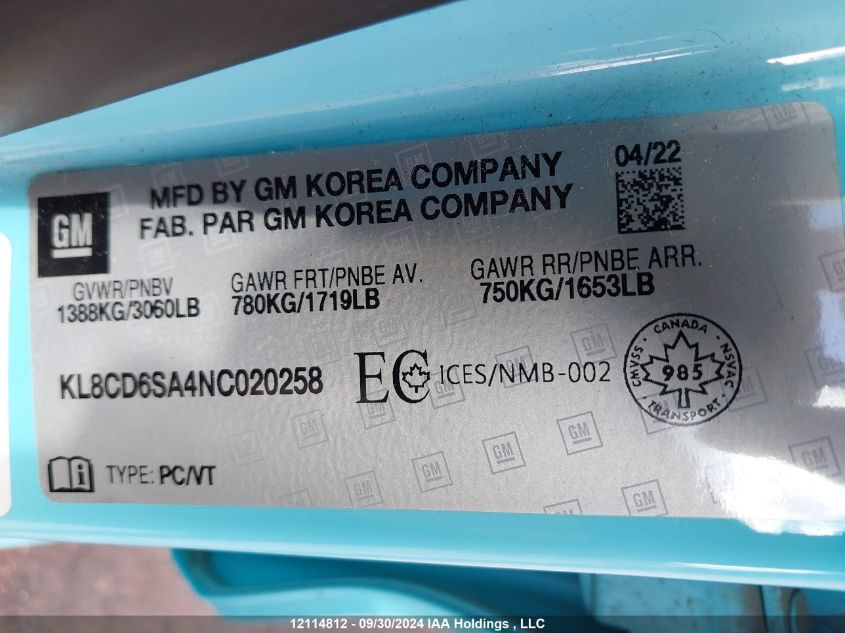 GM
MFD BY GM KOREA COMPANY
FAB. PAR GM KOREA COMPANY
04/22
GVWR/PNBV
1388KG/3060LB
GAWR FRT/PNBE AV.
780KG/1719LB
GAWR RR/PNBE ARR.
750KG/1653LB
KL8CD6SA4NC020258
EC ICES/NMB-002
CANADA
CMVSS
985
NSVAC
TRANSPORT
i TYPE: PC/VT
12114812 - 09/30/2024 IAA Holdings , LLC